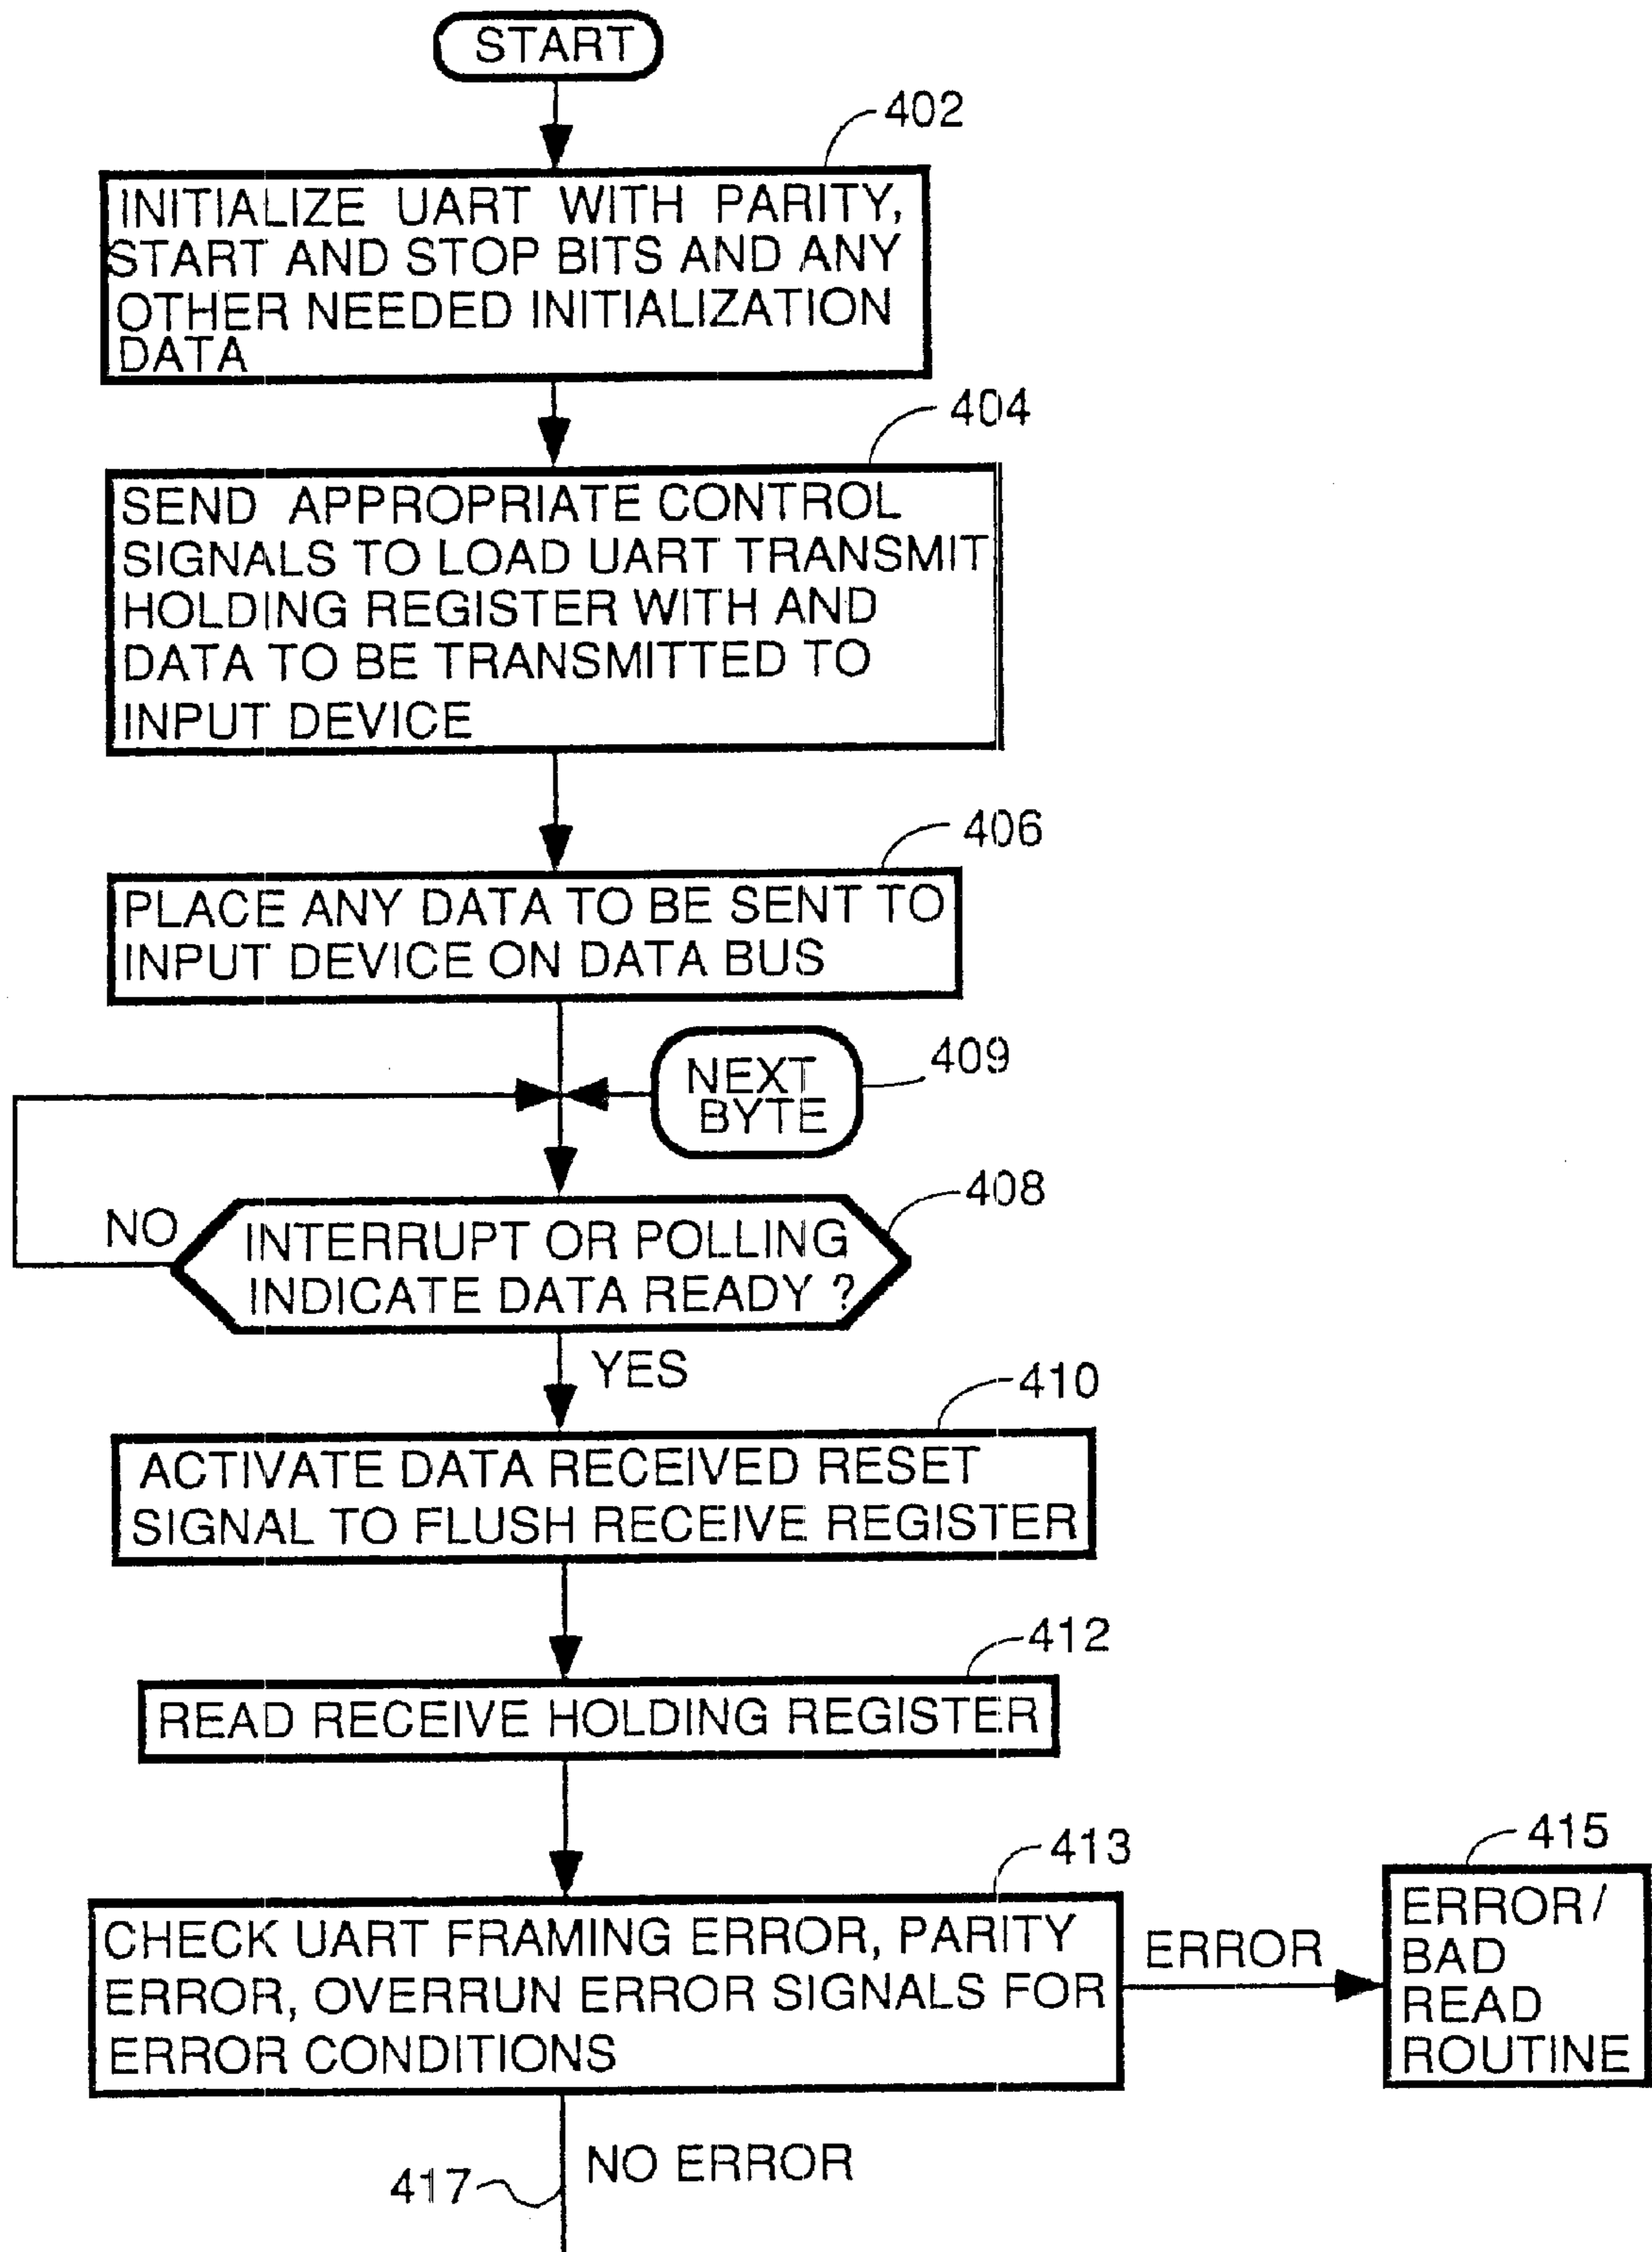 START
402
INITIALIZE UART WITH PARITY,
START AND STOP BITS AND ANY
OTHER NEEDED INITIALIZATION
DATA
404
SEND APPROPRIATE CONTROL
SIGNALS TO LOAD UART TRANSMIT
HOLDING REGISTER WITH AND
DATA TO BE TRANSMITTED TO
INPUT DEVICE
406
PLACE ANY DATA TO BE SENT TO
INPUT DEVICE ON DATA BUS
409
NEXT
BYTE
408
NO
INTERRUPT OR POLLING
INDICATE DATA READY ?
YES
410
ACTIVATE DATA RECEIVED RESET
SIGNAL TO FLUSH RECEIVE REGISTER
412
READ RECEIVE HOLDING REGISTER
413
CHECK UART FRAMING ERROR, PARITY
ERROR, OVERRUN ERROR SIGNALS FOR
ERROR CONDITIONS
ERROR
415
ERROR/
BAD
READ
ROUTINE
NO ERROR
417